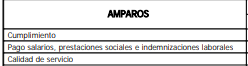 AMPAROS
Cumplimiento
Pago salarios, prestaciones sociales e indemnizaciones laborales
Calidad de servicio